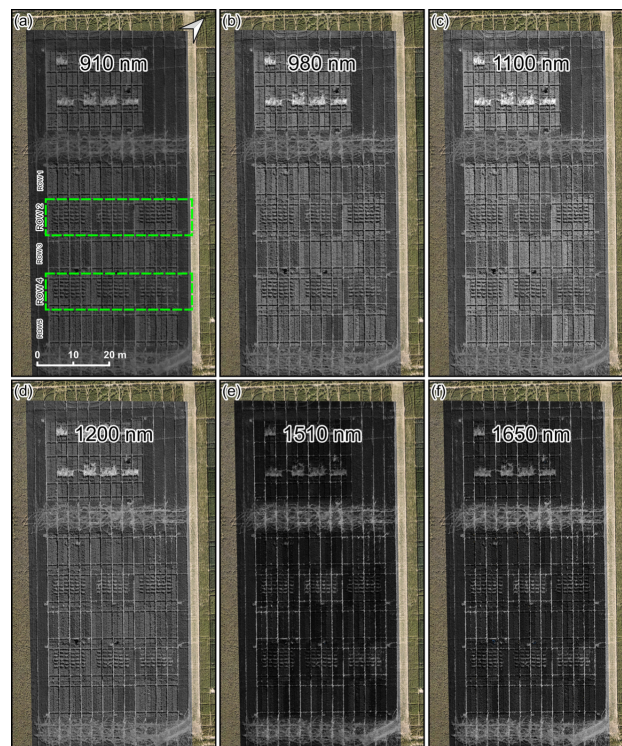 (a)
910 nm
ROW 1
ROW 2
ROW 3
ROW 4
ROW 5
0 10 20 m
(b)
980 nm
(c)
1100 nm
(d)
1200 nm
(e)
1510 nm
(f)
1650 nm